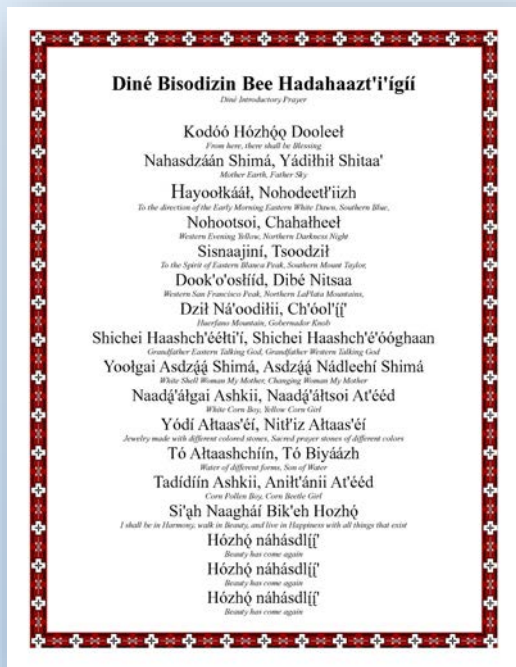 Diné Bisodizin Bee Hadahaazt'i'ígíí
Diné Introductory Prayer
Kodóó Hózhǫ́ǫ Dooleeł
From here, there shall be Blessing
Nahasdzáán Shimá, Yádiłhił Shitaa'
Mother Earth, Father Sky
Hayoołkááł, Nohodeetł'iizh
To the direction of the Early Morning Eastern White Dawn, Southern Blue,
Nohootsoi, Chahałheeł
Western Evening Yellow, Northern Darkness Night
Sisnaajiní, Tsoodził
To the Spirit of Eastern Blanca Peak, Southern Mount Taylor,
Dook'o'osłííd, Dibé Nitsaa
Western San Francisco Peak, Northern LaPlata Mountains,
Dził Ná'oodiłii, Ch'óol'į́į́'
Huerfano Mountain, Gobernador Knob
Shichei Haashch'ééłti'í, Shichei Haashch'é'óóghaan
Grandfather Eastern Talking God, Grandfather Western Talking God
Yoołgai Asdzą́ą́ Shimá, Asdzą́ą́ Nádleehí Shimá
White Shell Woman My Mother, Changing Woman My Mother
Naadą́'áłgai Ashkii, Naadą́'áłtsoi At'ééd
White Corn Boy, Yellow Corn Girl
Yódí Ałtaas'éí, Nitł'iz Ałtaas'éí
Jewelry made with different colored stones, Sacred prayer stones of different colors
Tó Ałtaashchíín, Tó Biyáázh
Water of different forms, Son of Water
Tadídíín Ashkii, Aniłt'ánii At'ééd
Corn Pollen Boy, Corn Beetle Girl
Si'ąh Naagháí Bik'eh Hozhǫ́
I shall be in Harmony, walk in Beauty, and live in Happiness with all things that exist
Hózhǫ́ náhásdlį́į́'
Beauty has come again
Hózhǫ́ náhásdlį́į́'
Beauty has come again
Hózhǫ́ náhásdlį́į́'
Beauty has come again